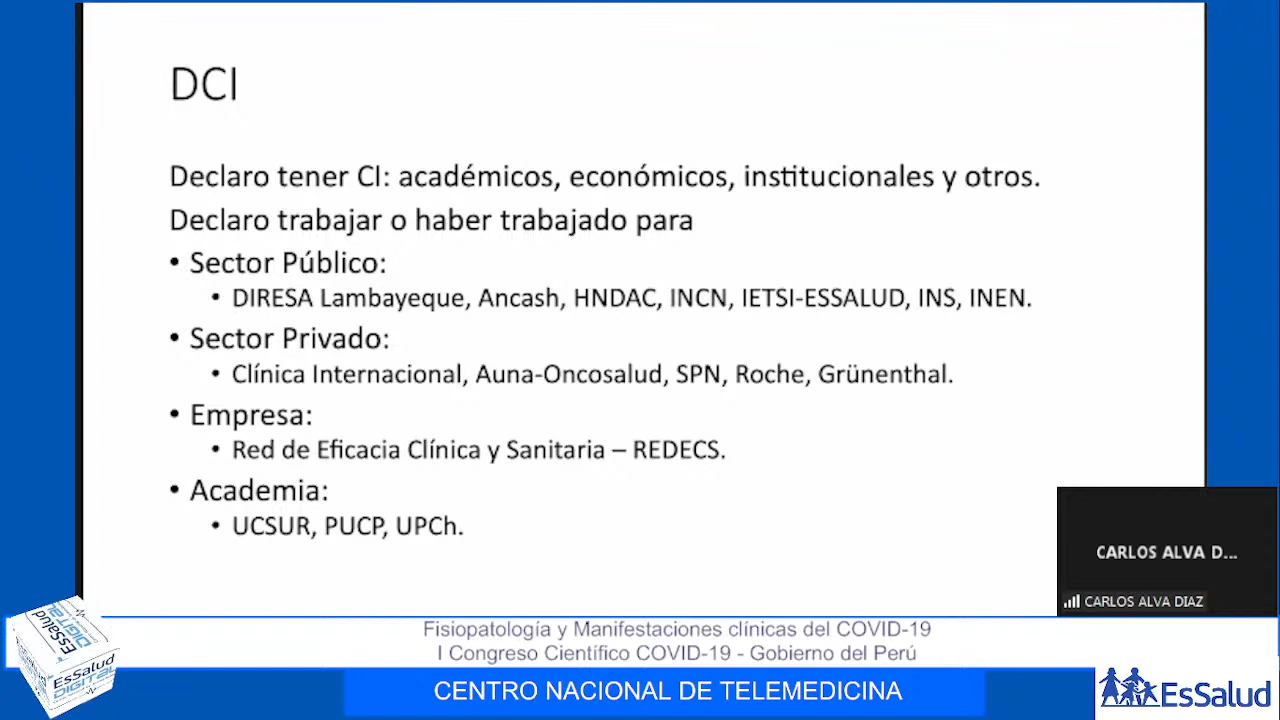 DCI
Declaro tener CI: académicos, económicos, institucionales y otros.
Declaro trabajar o haber trabajado para
• Sector Público:
• DIRESA Lambayeque, Ancash, HNDAC, INCN, IETSI-ESSALUD, INS, INEN.
• Sector Privado:
• Clínica Internacional, Auna-Oncosalud, SPN, Roche, Grünenthal.
• Empresa:
• Red de Eficacia Clínica y Sanitaria – REDECS.
• Academia:
• UCSUR, PUCP, UPCh.
CARLOS ALVA D...
CARLOS ALVA DIAZ
Fisiopatología y Manifestaciones clínicas del COVID-19
I Congreso Científico COVID-19 - Gobierno del Perú
CENTRO NACIONAL DE TELEMEDICINA
EsSalud
DIGITAL
EsSalud
DIGITAL
EsSalud